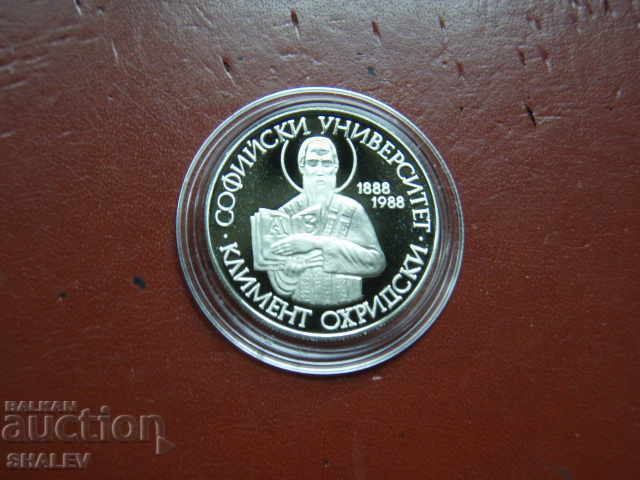 · СОФИЙСКИ УНИВЕРСИТЕТ ·
КЛИМЕНТ ОХРИДСКИ
1888
1988
А Б
BALKAN
auction
SHALEV